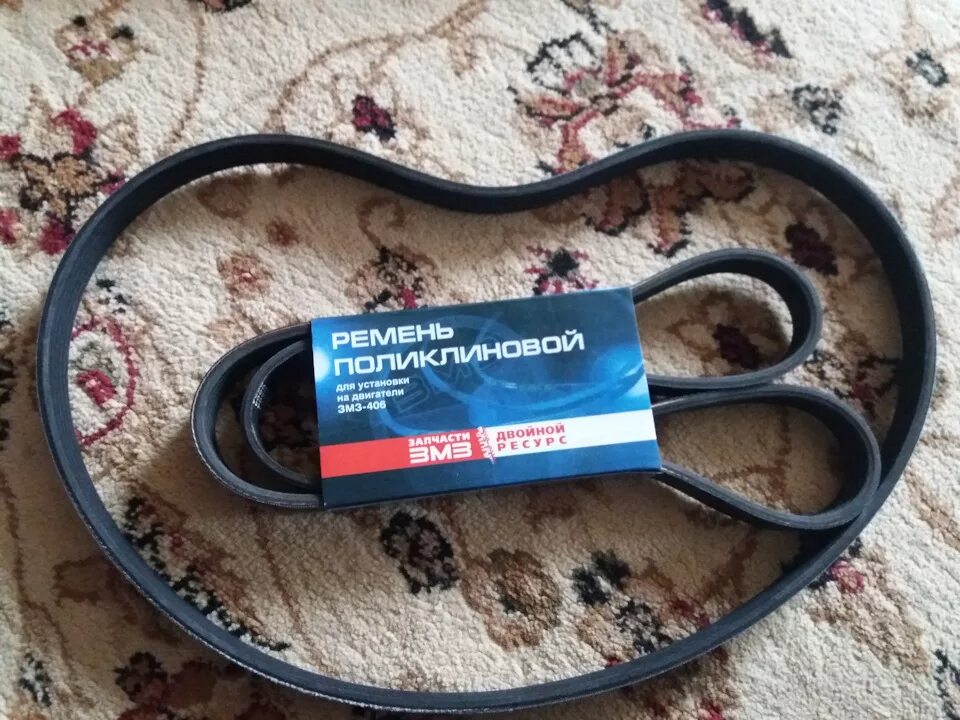 РЕМЕНЬ
ПОЛИКЛИНОВОЙ
для установки
на двигатели
ЗМЗ-406
ЗАПЧАСТИ
ЗМЗ
ДВОЙНОЙ
РЕСУРС